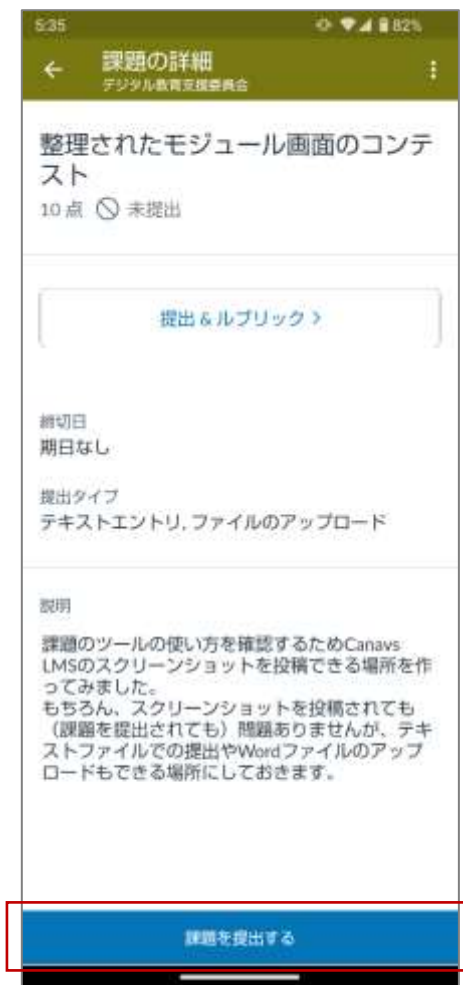 5:35
82%
課題の詳細
デジタル教育支援委員会
整理されたモジュール画面のコンテ
スト
10 点 未提出
提出 & ルブリック >
締切日
期日なし
提出タイプ
テキストエントリ, ファイルのアップロード
説明
課題のツールの使い方を確認するためCanavs
LMSのスクリーンショットを投稿できる場所を作
ってみました。
もちろん、スクリーンショットを投稿されても
（課題を提出されても）問題ありませんが、テキ
ストファイルでの提出やWordファイルのアップ
ロードもできる場所にしておきます。
課題を提出する